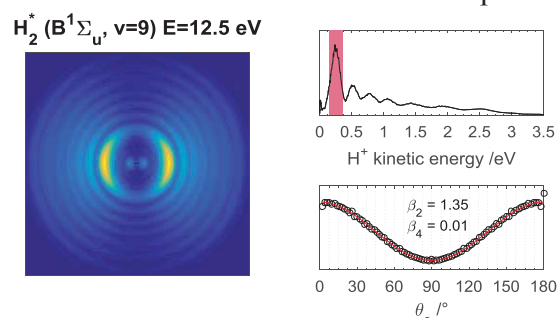 H₂* (B¹Σᵤ, v=9) E=12.5 eV
0 0.5 1 1.5 2 2.5 3 3.5
H⁺ kinetic energy /eV
β₂ = 1.35
β₄ = 0.01
0 30 60 90 120 150 180